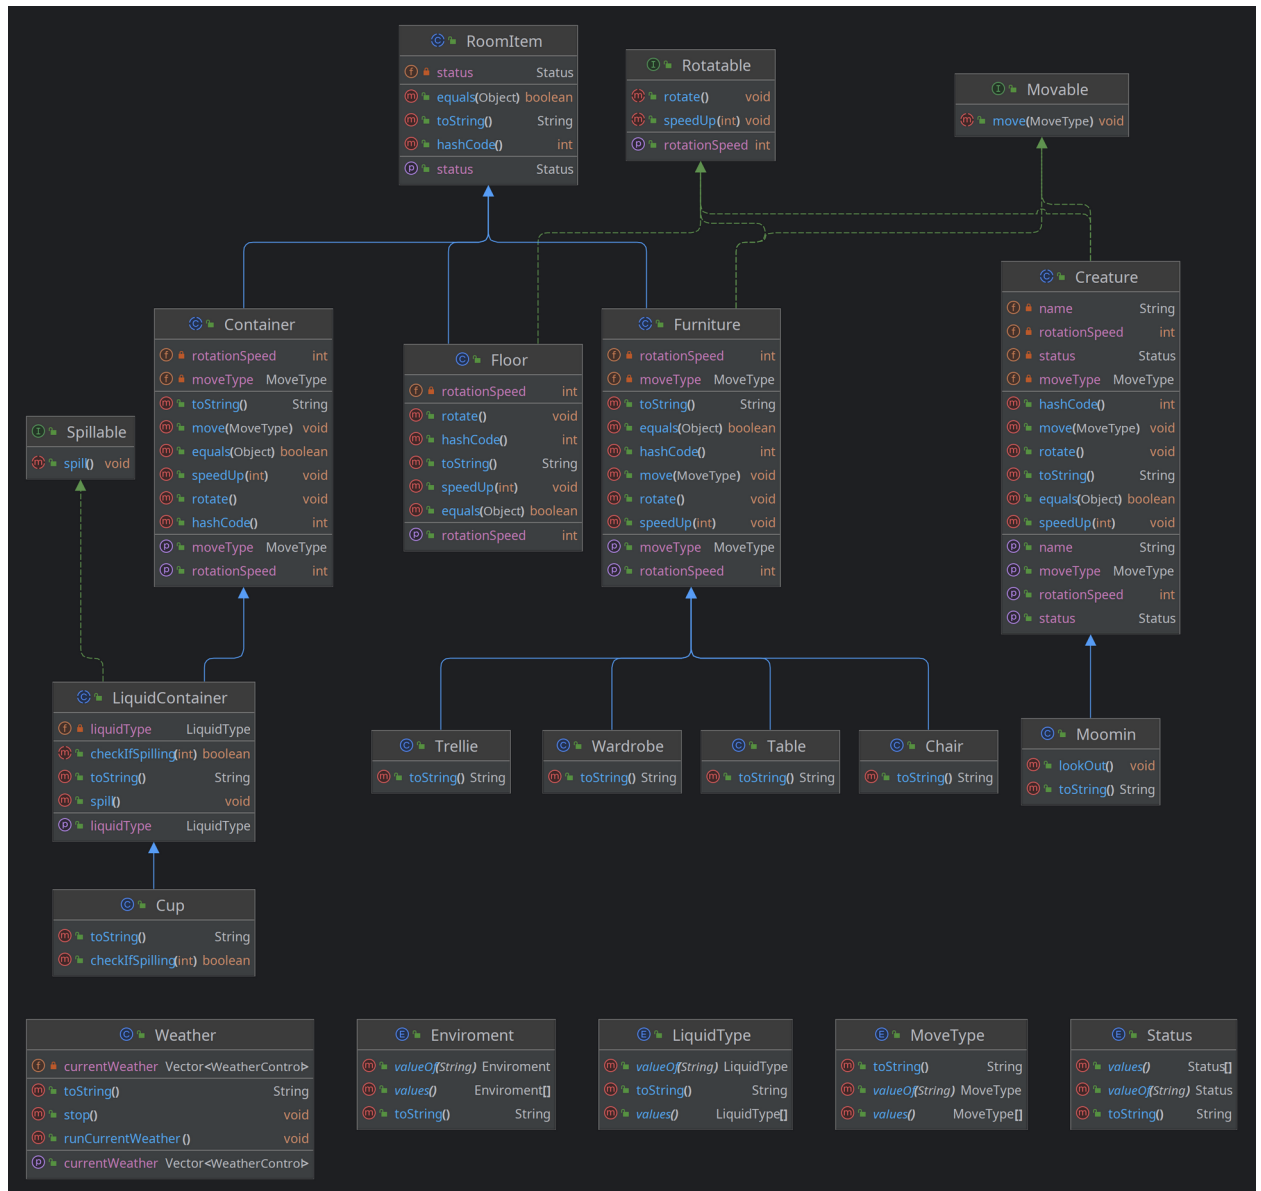 RoomItem
status Status
equals(Object) boolean
toString() String
hashCode() int
status Status
Rotatable
rotate() void
speedUp(int) void
rotationSpeed int
Movable
move(MoveType) void
Container
rotationSpeed int
moveType MoveType
toString() String
move(MoveType) void
equals(Object) boolean
speedUp(int) void
rotate() void
hashCode() int
moveType MoveType
rotationSpeed int
Floor
rotationSpeed int
rotate() void
hashCode() int
toString() String
speedUp(int) void
equals(Object) boolean
rotationSpeed int
Furniture
rotationSpeed int
moveType MoveType
toString() String
equals(Object) boolean
hashCode() int
move(MoveType) void
rotate() void
speedUp(int) void
moveType MoveType
rotationSpeed int
Creature
name String
rotationSpeed int
status Status
moveType MoveType
hashCode() int
move(MoveType) void
rotate() void
toString() String
equals(Object) boolean
speedUp(int) void
name String
moveType MoveType
rotationSpeed int
status Status
Spillable
spill() void
LiquidContainer
liquidType LiquidType
checkIfSpilling(int) boolean
toString() String
spill() void
liquidType LiquidType
Trellie
toString() String
Wardrobe
toString() String
Table
toString() String
Chair
toString() String
Moomin
lookOut() void
toString() String
Cup
toString() String
checkIfSpilling(int) boolean
Weather
currentWeather Vector<WeatherControl>
toString() String
stop() void
runCurrentWeather() void
currentWeather Vector<WeatherControl>
Enviroment
valueOf(String) Enviroment
values() Enviroment[]
toString() String
LiquidType
valueOf(String) LiquidType
toString() String
values() LiquidType[]
MoveType
toString() String
valueOf(String) MoveType
values() MoveType[]
Status
values() Status[]
valueOf(String) Status
toString() String